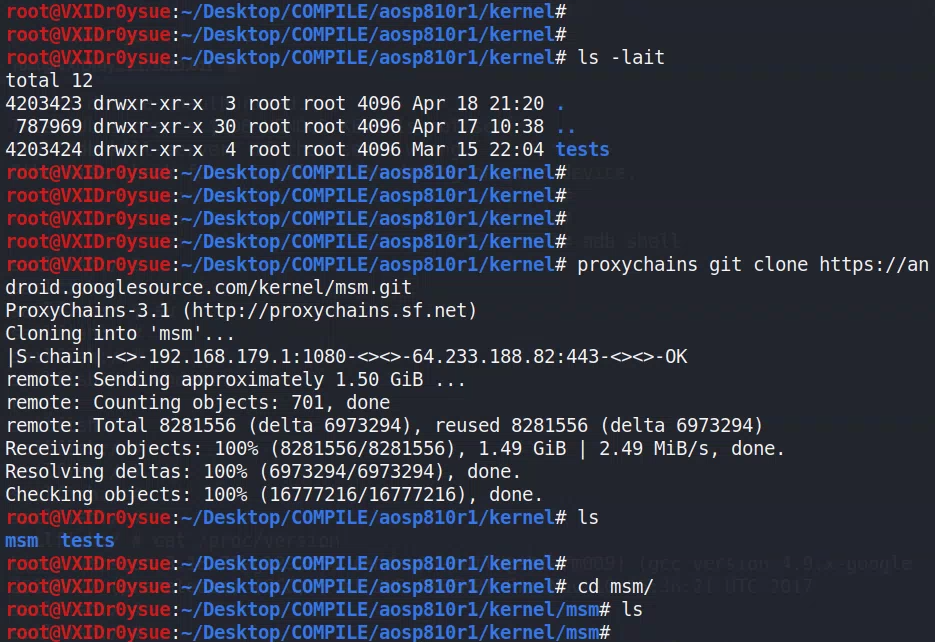 root@VXIDr0ysue:~/Desktop/COMPILE/aosp810r1/kernel#
root@VXIDr0ysue:~/Desktop/COMPILE/aosp810r1/kernel#
root@VXIDr0ysue:~/Desktop/COMPILE/aosp810r1/kernel# ls -lait
total 12
4203423 drwxr-xr-x  3 root root 4096 Apr 18 21:20 .
 787969 drwxr-xr-x 30 root root 4096 Apr 17 10:38 ..
4203424 drwxr-xr-x  4 root root 4096 Mar 15 22:04 tests
root@VXIDr0ysue:~/Desktop/COMPILE/aosp810r1/kernel#
root@VXIDr0ysue:~/Desktop/COMPILE/aosp810r1/kernel#
root@VXIDr0ysue:~/Desktop/COMPILE/aosp810r1/kernel#
root@VXIDr0ysue:~/Desktop/COMPILE/aosp810r1/kernel#
root@VXIDr0ysue:~/Desktop/COMPILE/aosp810r1/kernel# proxychains git clone https://an
droid.googlesource.com/kernel/msm.git
ProxyChains-3.1 (http://proxychains.sf.net)
Cloning into 'msm'...
|S-chain|-<>-192.168.179.1:1080-<><>-64.233.188.82:443-<><>-OK
remote: Sending approximately 1.50 GiB ...
remote: Counting objects: 701, done
remote: Total 8281556 (delta 6973294), reused 8281556 (delta 6973294)
Receiving objects: 100% (8281556/8281556), 1.49 GiB | 2.49 MiB/s, done.
Resolving deltas: 100% (6973294/6973294), done.
Checking objects: 100% (16777216/16777216), done.
root@VXIDr0ysue:~/Desktop/COMPILE/aosp810r1/kernel# ls
msm  tests
root@VXIDr0ysue:~/Desktop/COMPILE/aosp810r1/kernel#
root@VXIDr0ysue:~/Desktop/COMPILE/aosp810r1/kernel# cd msm/
root@VXIDr0ysue:~/Desktop/COMPILE/aosp810r1/kernel/msm# ls
root@VXIDr0ysue:~/Desktop/COMPILE/aosp810r1/kernel/msm#